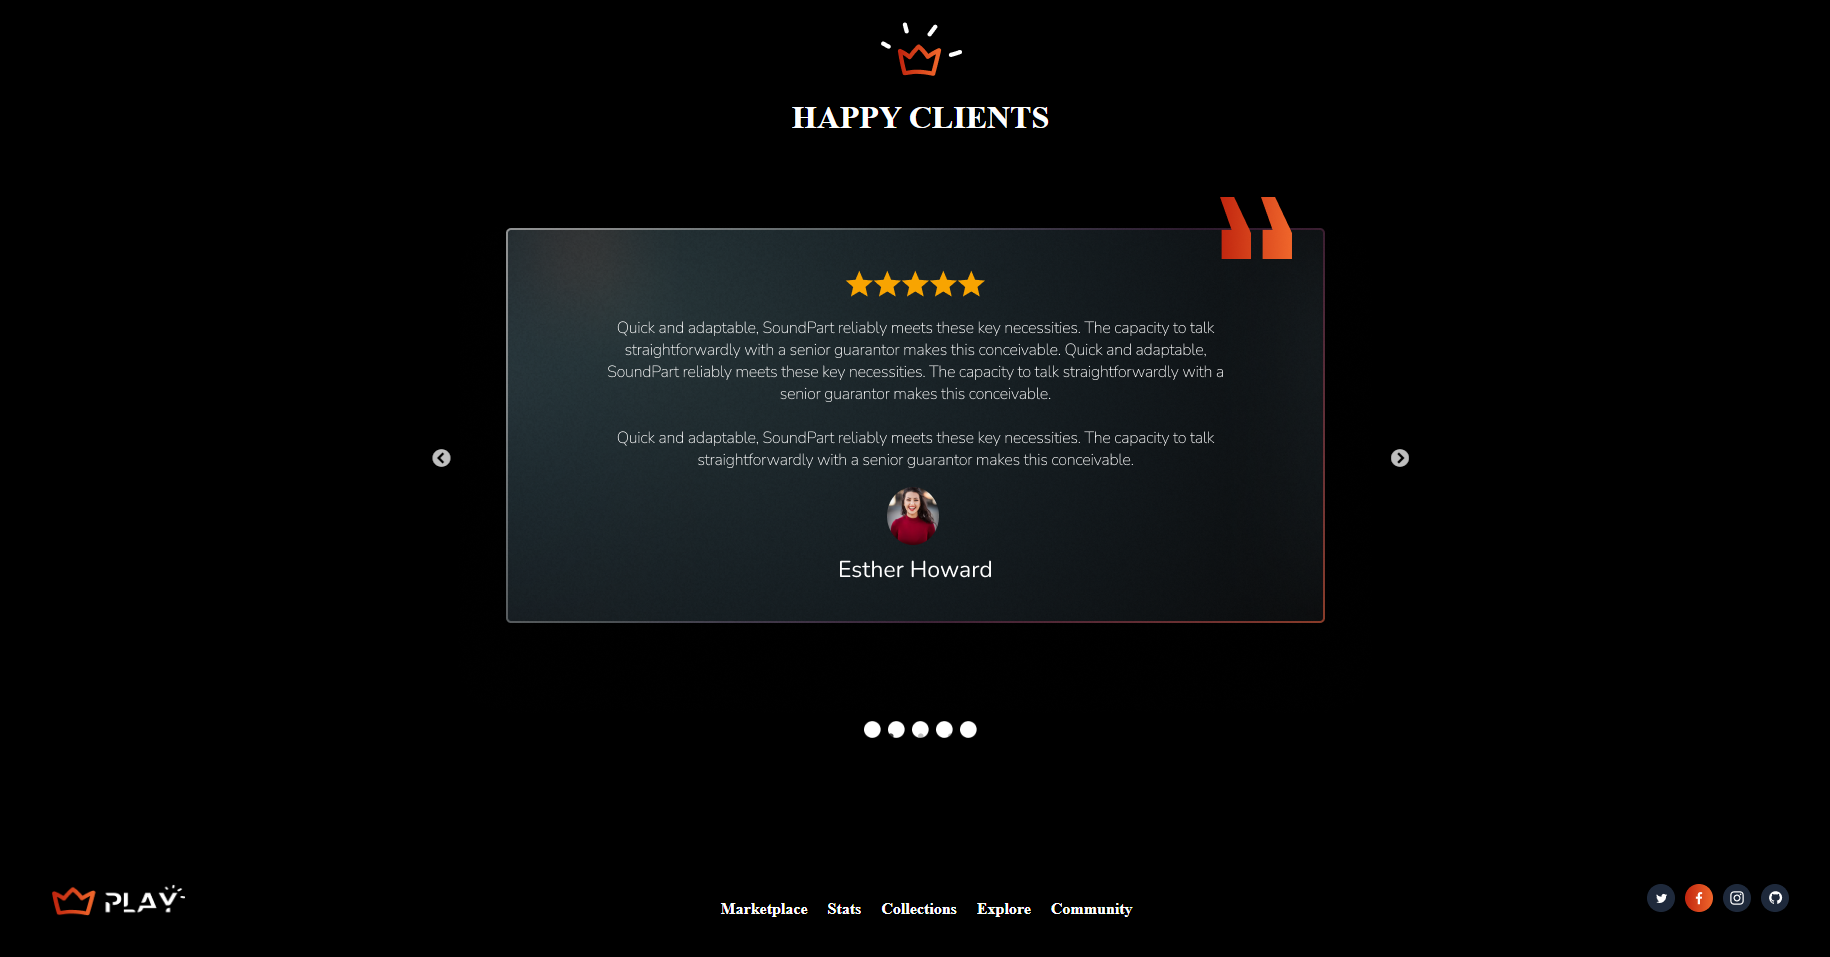 HAPPY CLIENTS
Quick and adaptable, SoundPart reliably meets these key necessities. The capacity to talk
straightforwardly with a senior guarantor makes this conceivable. Quick and adaptable,
SoundPart reliably meets these key necessities. The capacity to talk straightforwardly with a
senior guarantor makes this conceivable.
Quick and adaptable, SoundPart reliably meets these key necessities. The capacity to talk
straightforwardly with a senior guarantor makes this conceivable.
Esther Howard
PLAY
Marketplace Stats Collections Explore Community